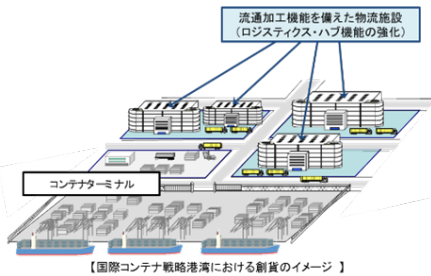 流通加工機能を備えた物流施設
（ロジスティクス・ハブ機能の強化）
コンテナターミナル
【国際コンテナ戦略港湾における創貨のイメージ 】